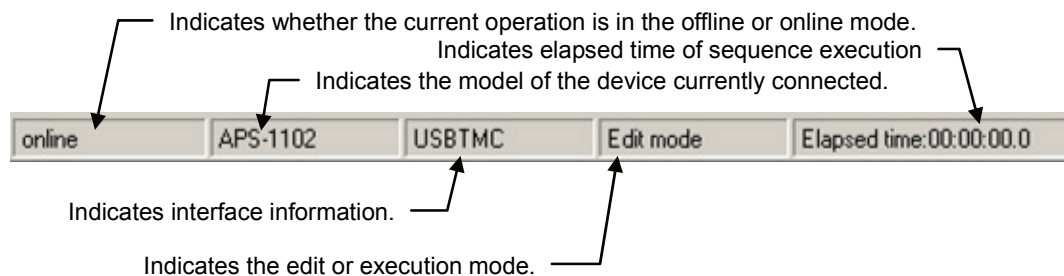 Indicates whether the current operation is in the offline or online mode.
Indicates elapsed time of sequence execution
Indicates the model of the device currently connected.
online APS-1102 USBTMC Edit mode Elapsed time:00:00:00.0
Indicates interface information.
Indicates the edit or execution mode.